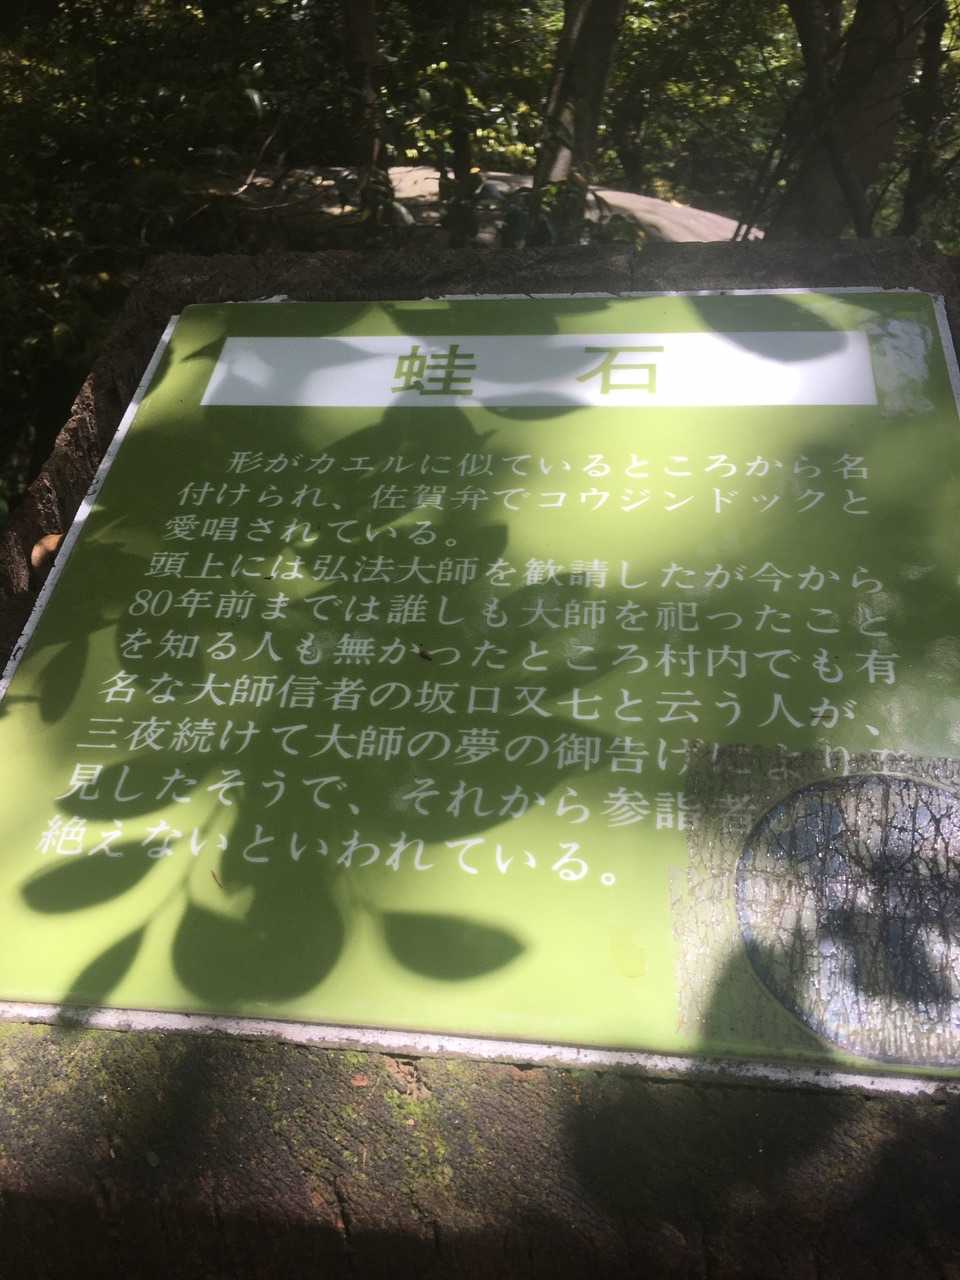 蛙　石
形がカエルに似ているところから名
付けられ、佐賀弁でコウジンドックと
愛唱されている。
頭上には弘法大師を歓請したが今から
80年前までは誰しも大師を祀ったこと
を知る人も無かったところ村内でも有
名な大師信者の坂口又七と云う人が、
三夜続けて大師の夢の御告げにより
見したそうで、それから参詣者
絶えないといわれている。